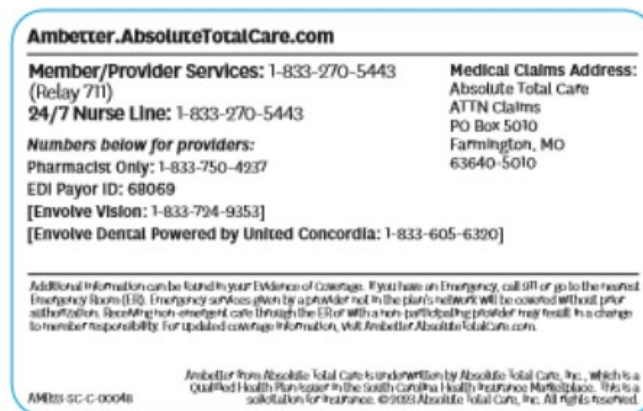 Ambetter.AbsoluteTotalCare.com
Member/Provider Services: 1-833-270-5443
(Relay 711)
24/7 Nurse Line: 1-833-270-5443
Numbers below for providers:
Pharmacist Only: 1-833-750-4237
EDI Payor ID: 68069
[Envolve Vision: 1-833-724-9353]
[Envolve Dental Powered by United Concordia: 1-833-605-6320]
Medical Claims Address:
Absolute Total Care
ATTN Claims
PO Box 5010
Farmington, MO
63640-5010
Additional information can be found in your Evidence of Coverage. If you have an Emergency, call 911 or go to the nearest
Emergency Room (ER). Emergency services given by a provider not in the plan's network will be covered without prior
authorization. Receiving non-emergent care through the ER or with a non-participating provider may result in a change
to member responsibility. For updated coverage information, visit Ambetter.AbsoluteTotalCare.com.
AMB23-SC-C-00048
Ambetter from Absolute Total Care is underwritten by Absolute Total Care, Inc., which is a
Qualified Health Plan issuer in the South Carolina Health Insurance Marketplace. This is a
solicitation for insurance. © 2023 Absolute Total Care, Inc. All rights reserved.